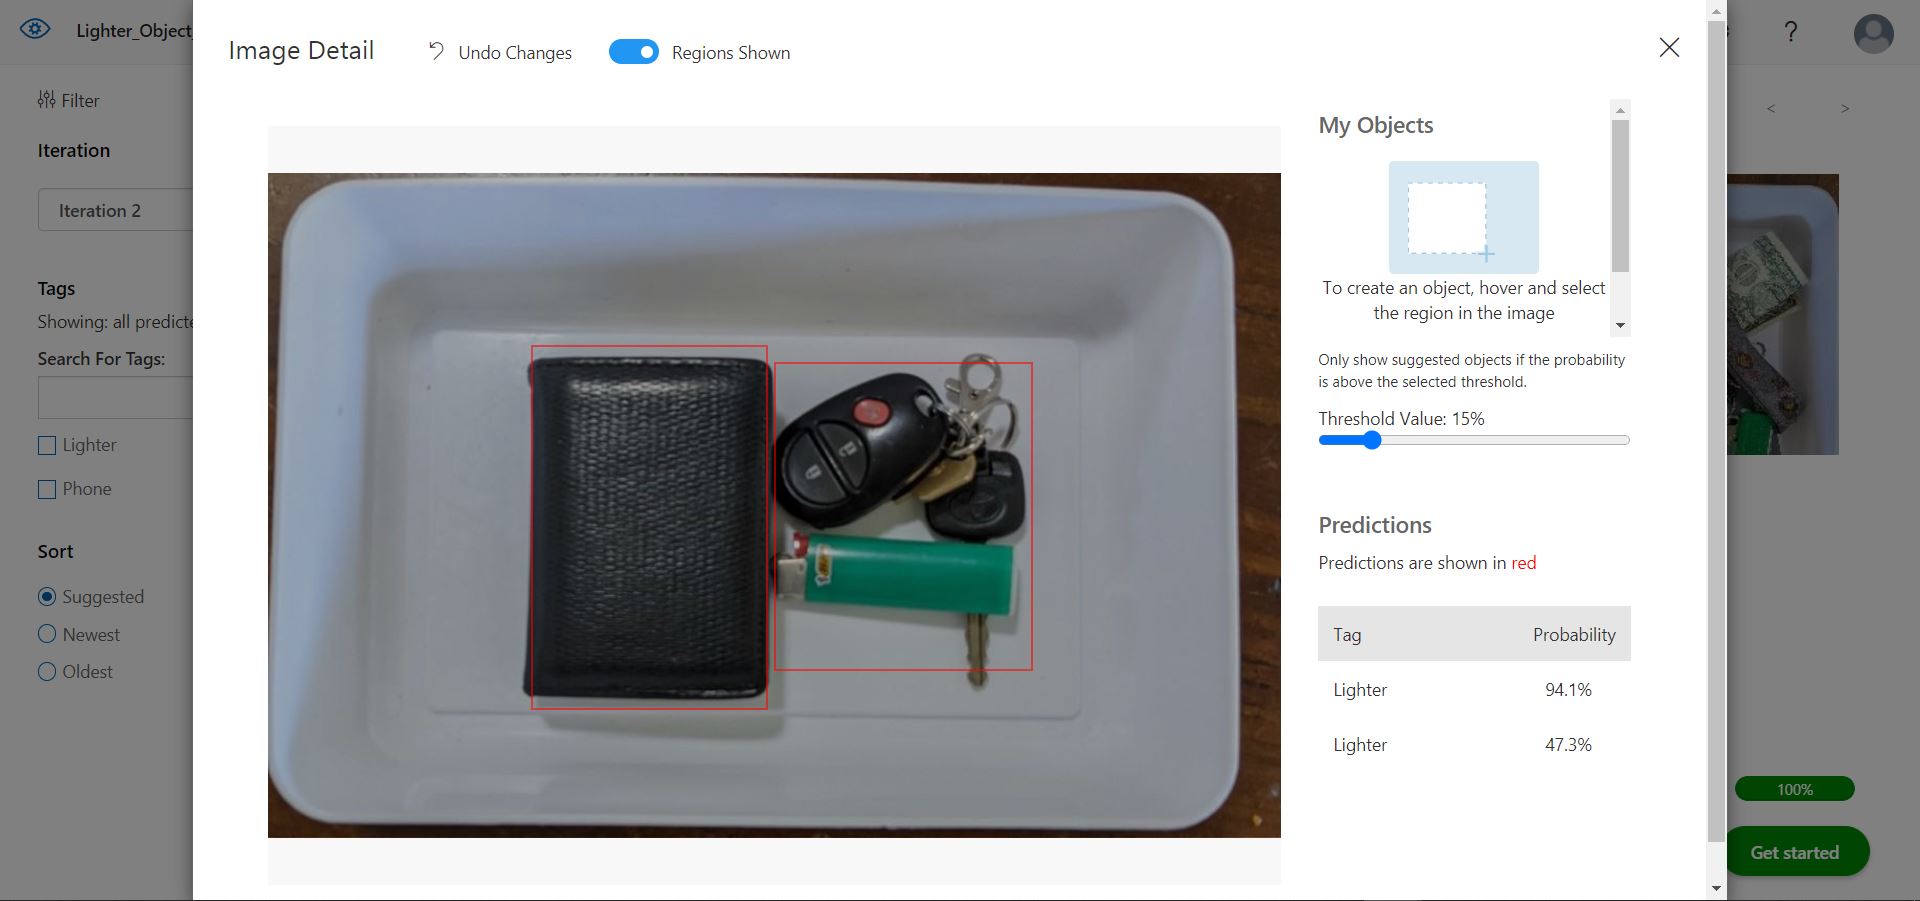 Lighter_Object
Image Detail
Undo Changes
Regions Shown
?
Filter
Iteration
Iteration 2
Tags
Showing: all predicte
Search For Tags:
Lighter
Phone
Sort
Suggested
Newest
Oldest
My Objects
To create an object, hover and select
the region in the image
Only show suggested objects if the probability
is above the selected threshold.
Threshold Value: 15%
Predictions
Predictions are shown in red
Tag Probability
Lighter 94.1%
Lighter 47.3%
< >
100%
Get started